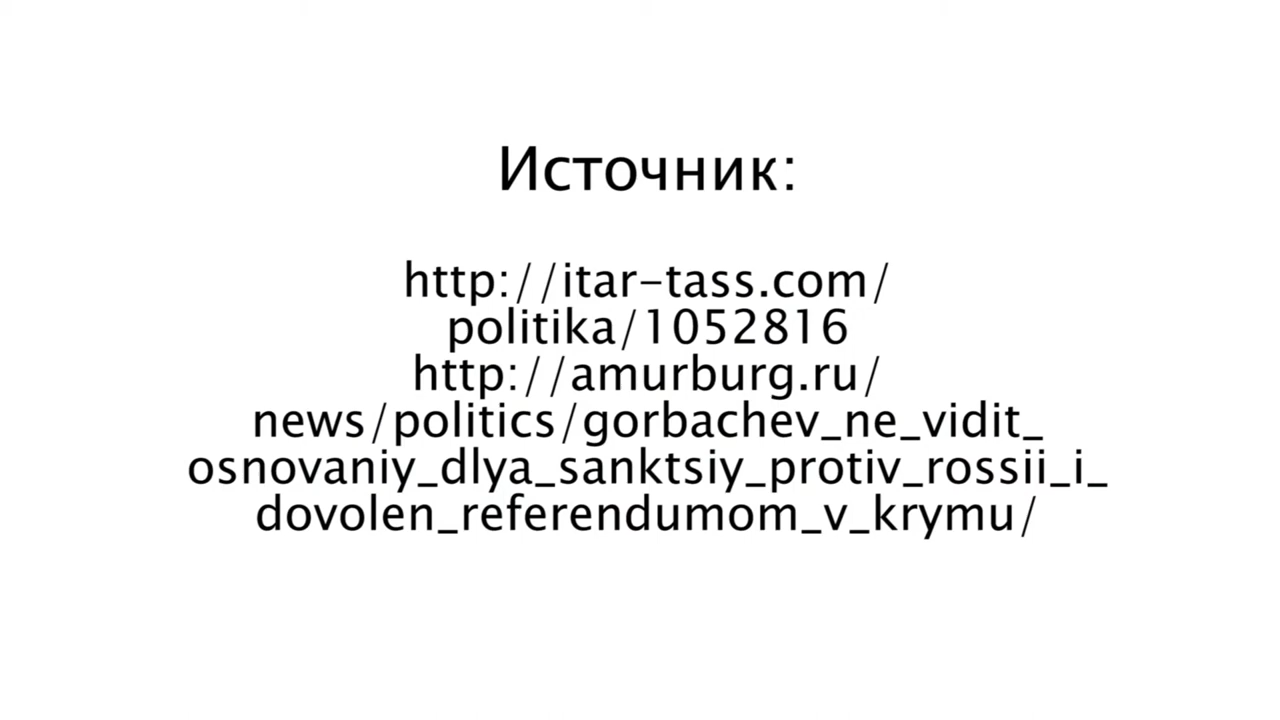 Источник:
http://itar-tass.com/
politika/1052816
http://amurburg.ru/
news/politics/gorbachev_ne_vidit_
osnovaniy_dlya_sanktsiy_protiv_rossii_i_
dovolen_referendumom_v_krymu/